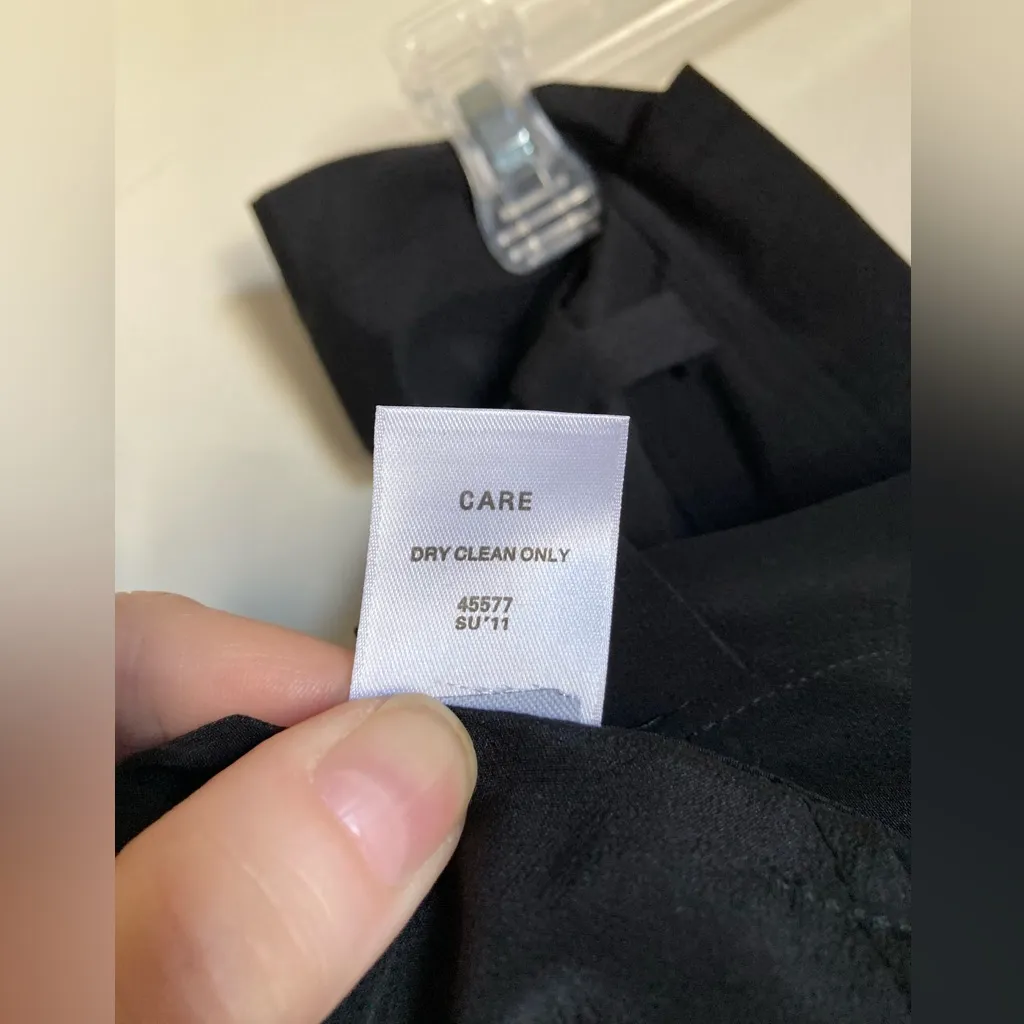 CARE
DRY CLEAN ONLY
45577
SU'11